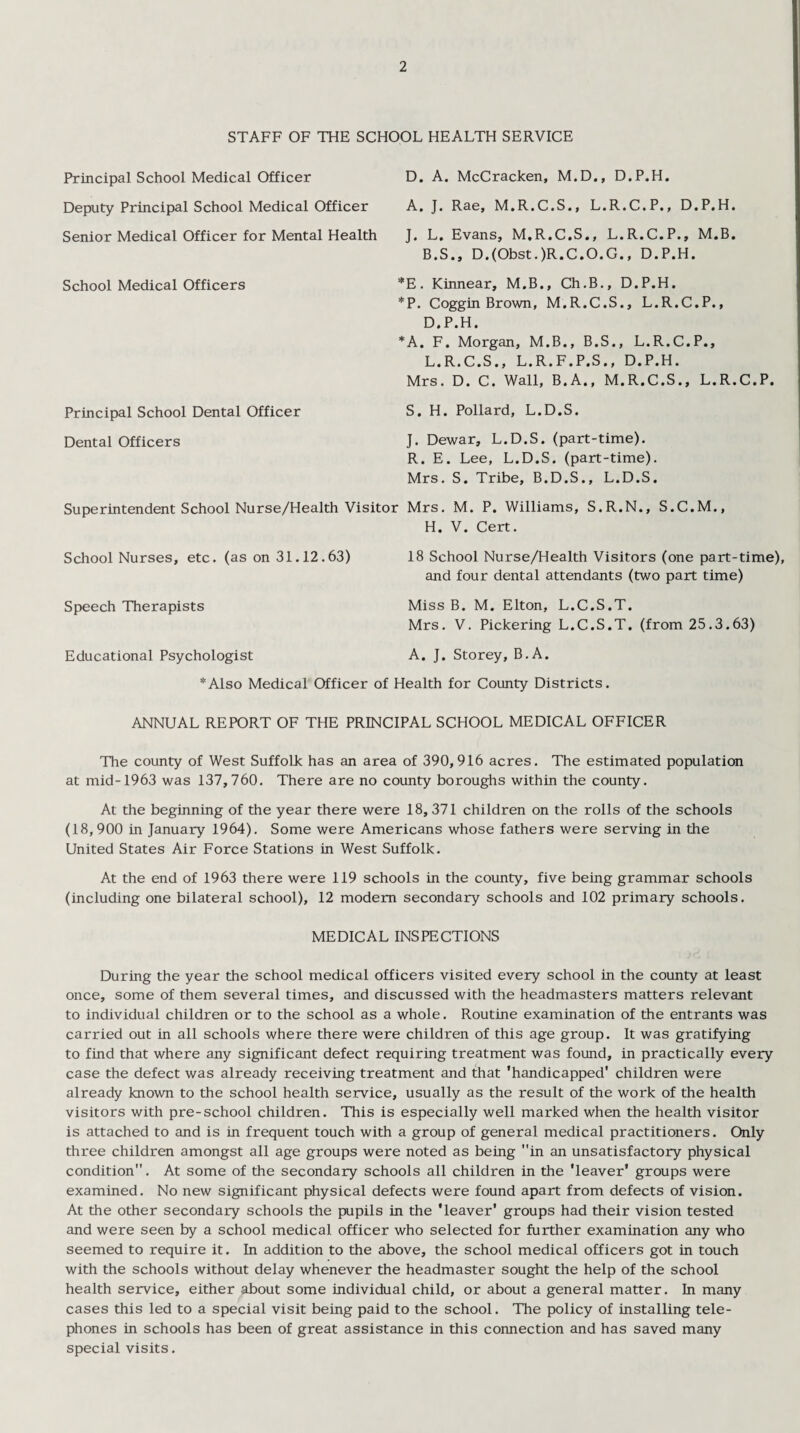 2
STAFF OF THE SCHOOL HEALTH SERVICE
Principal School Medical Officer D. A. McCracken, M.D., D.P.H.
Deputy Principal School Medical Officer A. J. Rae, M.R.C.S., L.R.C.P., D.P.H.
Senior Medical Officer for Mental Health J. L. Evans, M.R.C.S., L.R.C.P., M.B.
B.S., D.(Obst.)R.C.O.G., D.P.H.
School Medical Officers *E. Kinnear, M.B., Ch.B., D.P.H.
*P. Coggin Brown, M.R.C.S., L.R.C.P.,
D.P.H.
*A. F. Morgan, M.B., B.S., L.R.C.P.,
L.R.C.S., L.R.F.P.S., D.P.H.
Mrs. D. C. Wall, B.A., M.R.C.S., L.R.C.P.
Principal School Dental Officer S. H. Pollard, L.D.S.
Dental Officers J. Dewar, L.D.S. (part-time).
R. E. Lee, L.D.S. (part-time).
Mrs. S. Tribe, B.D.S., L.D.S.
Superintendent School Nurse/Health Visitor Mrs. M. P. Williams, S.R.N., S.C.M.,
H. V. Cert.
School Nurses, etc. (as on 31.12.63) 18 School Nurse/Health Visitors (one part-time),
and four dental attendants (two part time)
Speech Therapists Miss B. M. Elton, L.C.S.T.
Mrs. V. Pickering L.C.S.T. (from 25.3.63)
Educational Psychologist A. J. Storey, B.A.
*Also Medical Officer of Health for County Districts.
ANNUAL REPORT OF THE PRINCIPAL SCHOOL MEDICAL OFFICER
The county of West Suffolk has an area of 390,916 acres. The estimated population
at mid-1963 was 137,760. There are no county boroughs within the county.
At the beginning of the year there were 18,371 children on the rolls of the schools
(18,900 in January 1964). Some were Americans whose fathers were serving in the
United States Air Force Stations in West Suffolk.
At the end of 1963 there were 119 schools in the county, five being grammar schools
(including one bilateral school), 12 modern secondary schools and 102 primary schools.
MEDICAL INSPECTIONS
During the year the school medical officers visited every school in the county at least
once, some of them several times, and discussed with the headmasters matters relevant
to individual children or to the school as a whole. Routine examination of the entrants was
carried out in all schools where there were children of this age group. It was gratifying
to find that where any significant defect requiring treatment was found, in practically every
case the defect was already receiving treatment and that 'handicapped' children were
already known to the school health service, usually as the result of the work of the health
visitors with pre-school children. This is especially well marked when the health visitor
is attached to and is in frequent touch with a group of general medical practitioners. Only
three children amongst all age groups were noted as being "in an unsatisfactory physical
condition". At some of the secondary schools all children in the 'leaver' groups were
examined. No new significant physical defects were found apart from defects of vision.
At the other secondary schools the pupils in the 'leaver' groups had their vision tested
and were seen by a school medical officer who selected for further examination any who
seemed to require it. In addition to the above, the school medical officers got in touch
with the schools without delay whenever the headmaster sought the help of the school
health service, either about some individual child, or about a general matter. In many
cases this led to a special visit being paid to the school. The policy of installing tele-
phones in schools has been of great assistance in this connection and has saved many
special visits.